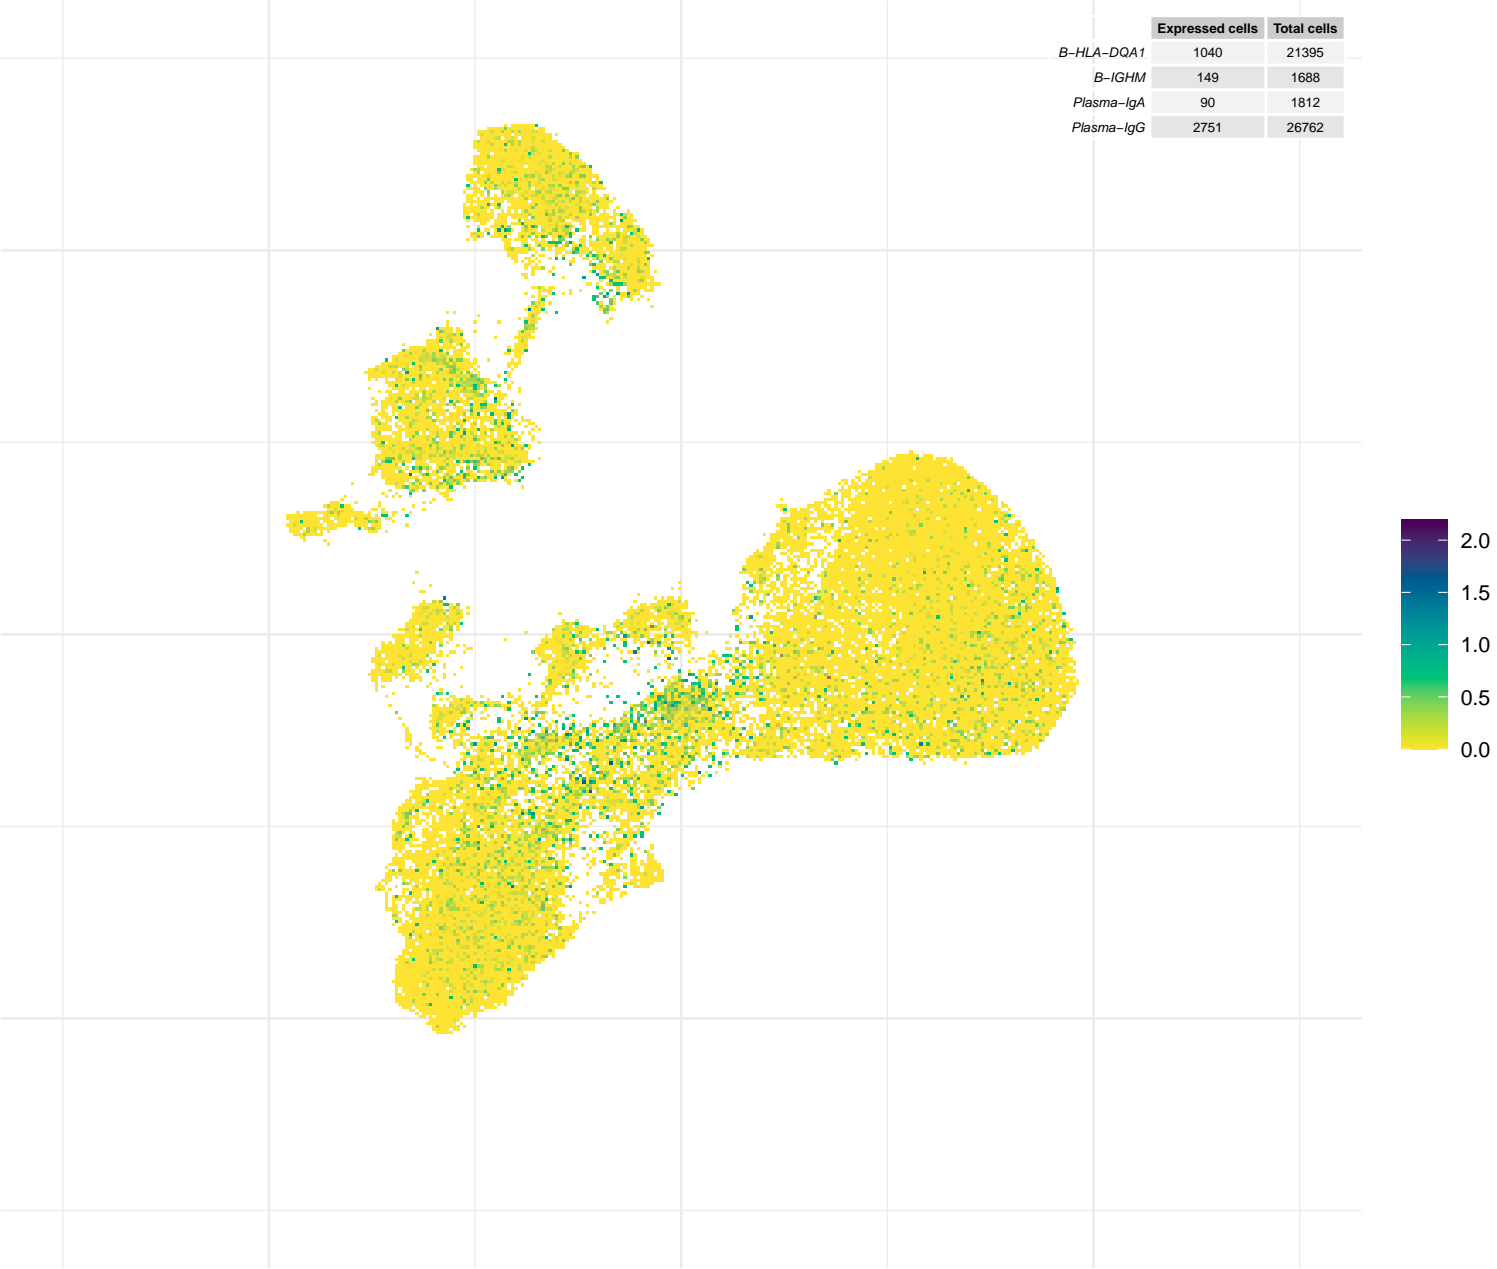 Expressed cells Total cells
B−HLA−DQA1 1040 21395
B−IGHM 149 1688
Plasma−IgA 90 1812
Plasma−IgG 2751 26762
2.0
1.5
1.0
0.5
0.0